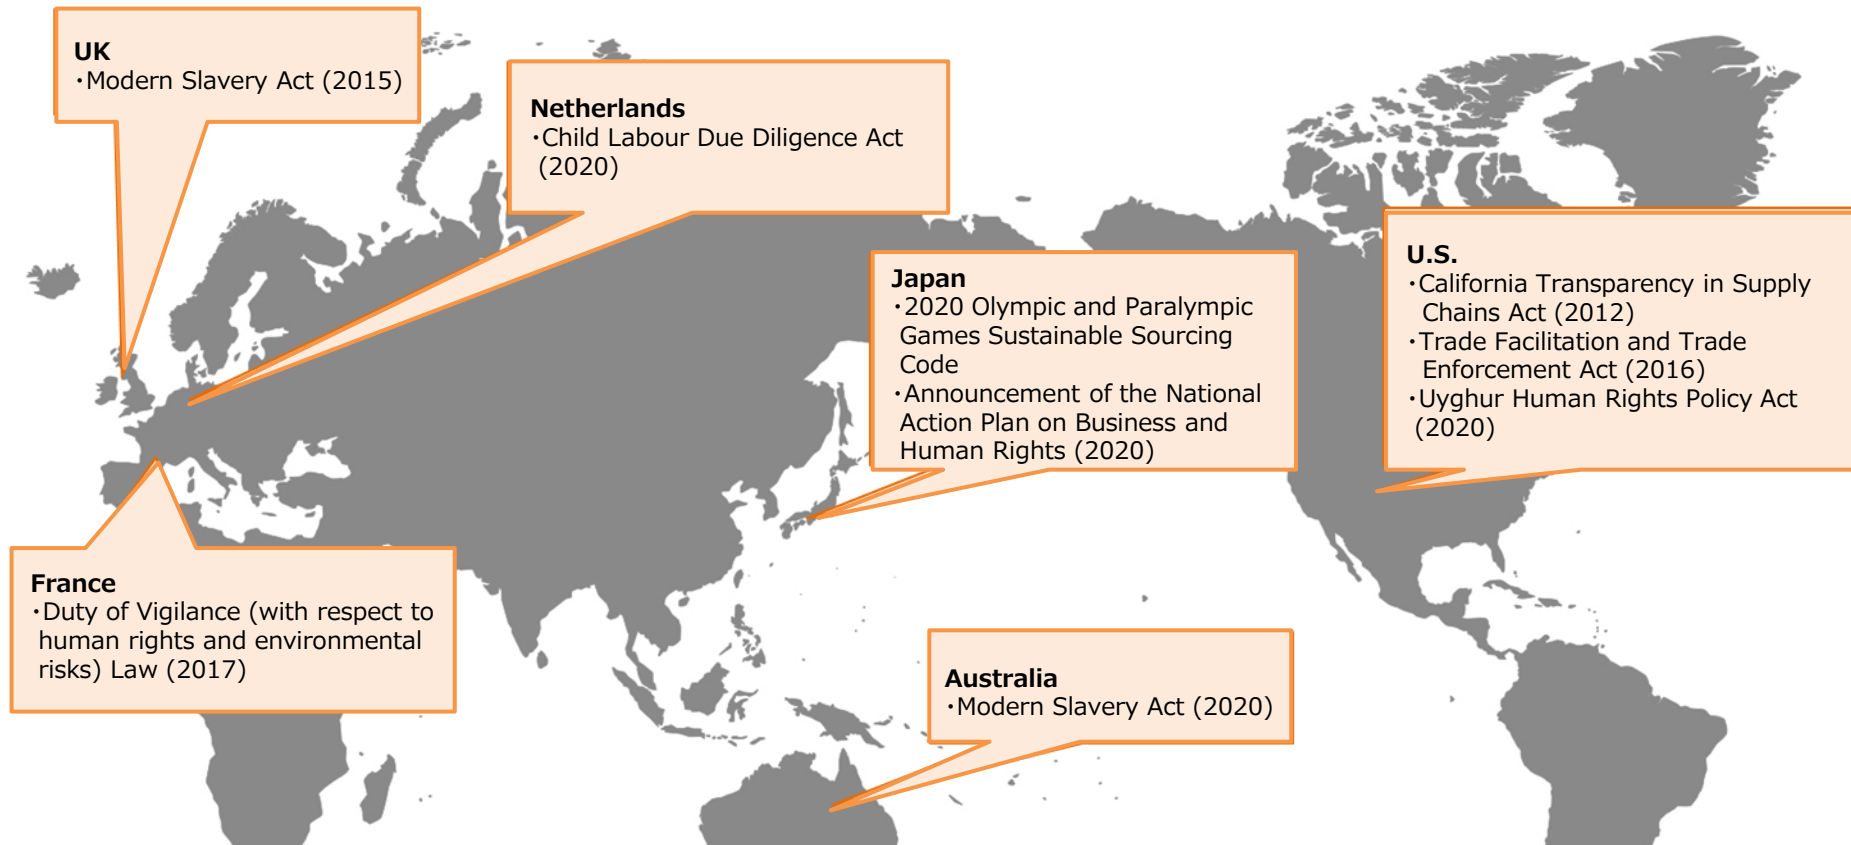 UK
・Modern Slavery Act (2015)
Netherlands
・Child Labour Due Diligence Act
(2020)
Japan
・2020 Olympic and Paralympic
Games Sustainable Sourcing
Code
・Announcement of the National
Action Plan on Business and
Human Rights (2020)
U.S.
・California Transparency in Supply
Chains Act (2012)
・Trade Facilitation and Trade
Enforcement Act (2016)
・Uyghur Human Rights Policy Act
(2020)
France
・Duty of Vigilance (with respect to
human rights and environmental
risks) Law (2017)
Australia
・Modern Slavery Act (2020)